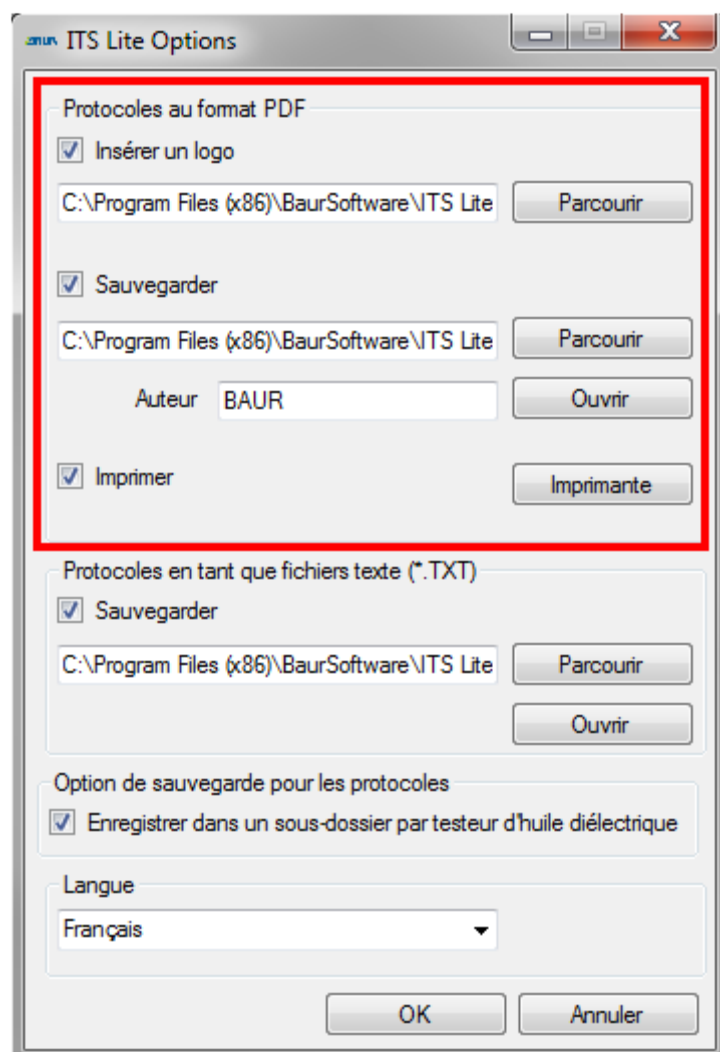 BAUR ITS Lite Options
Protocoles au format PDF
Insérer un logo
C:\Program Files (x86)\BaurSoftware\ITS Lite Parcourir
Sauvegarder
C:\Program Files (x86)\BaurSoftware\ITS Lite Parcourir
Auteur BAUR Ouvrir
Imprimer Imprimante
Protocoles en tant que fichiers texte (*.TXT)
Sauvegarder
C:\Program Files (x86)\BaurSoftware\ITS Lite Parcourir
Ouvrir
Option de sauvegarde pour les protocoles
Enregistrer dans un sous-dossier par testeur d'huile diélectrique
Langue
Français
OK Annuler